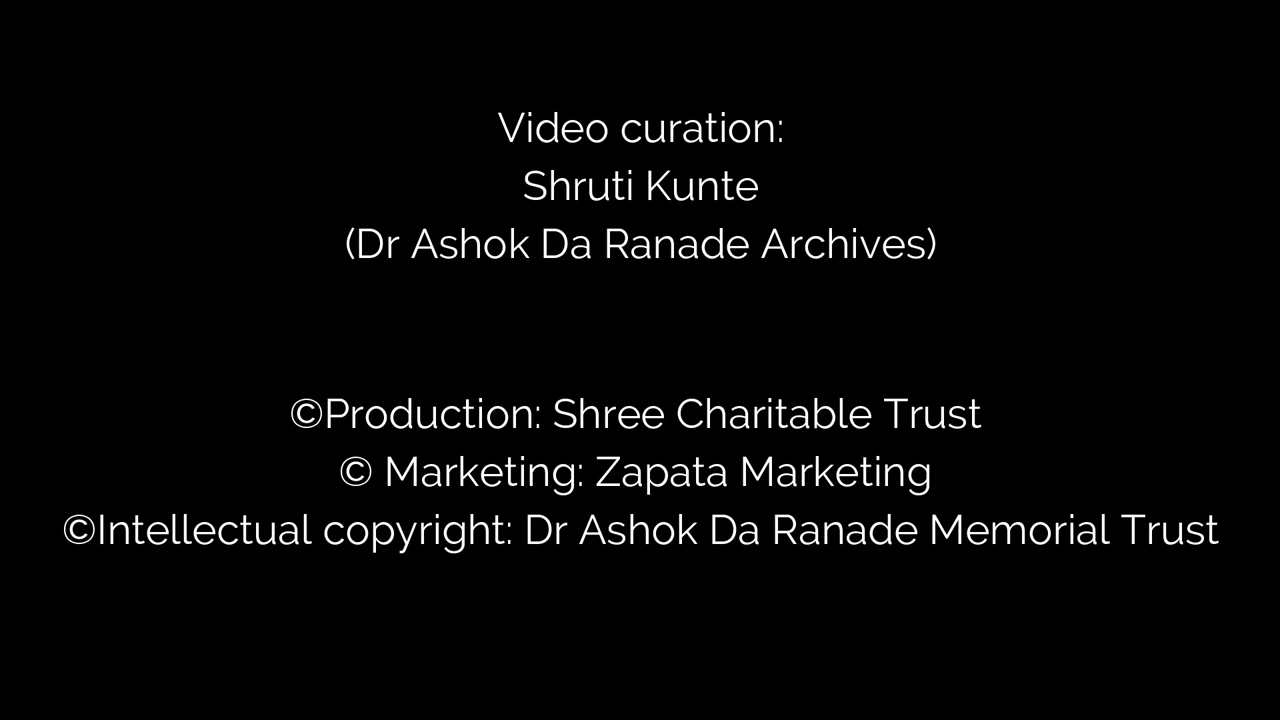 Video curation:
Shruti Kunte
(Dr Ashok Da Ranade Archives)
©Production: Shree Charitable Trust
© Marketing: Zapata Marketing
©Intellectual copyright: Dr Ashok Da Ranade Memorial Trust